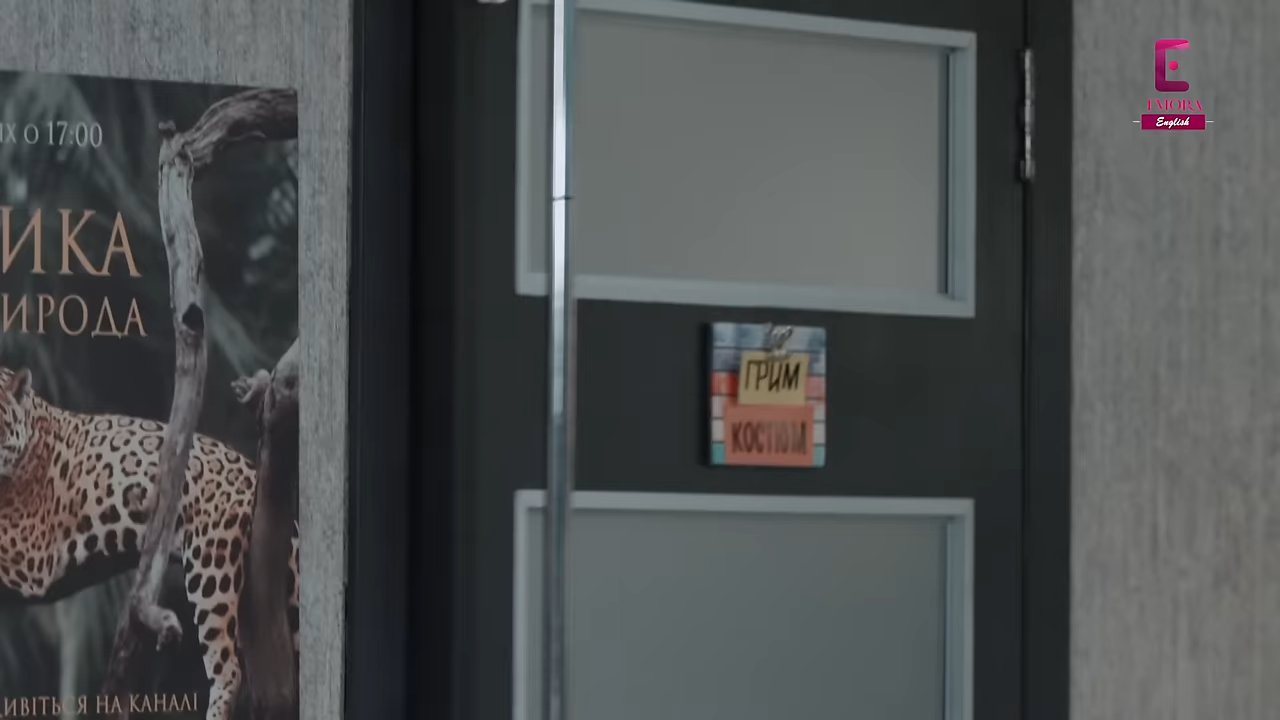 их о 17:00
ИКА
ИРОДА
ИВІТЬСЯ НА КАНАЛІ
ГРИМ
КОСТЮМ
EMORA
English